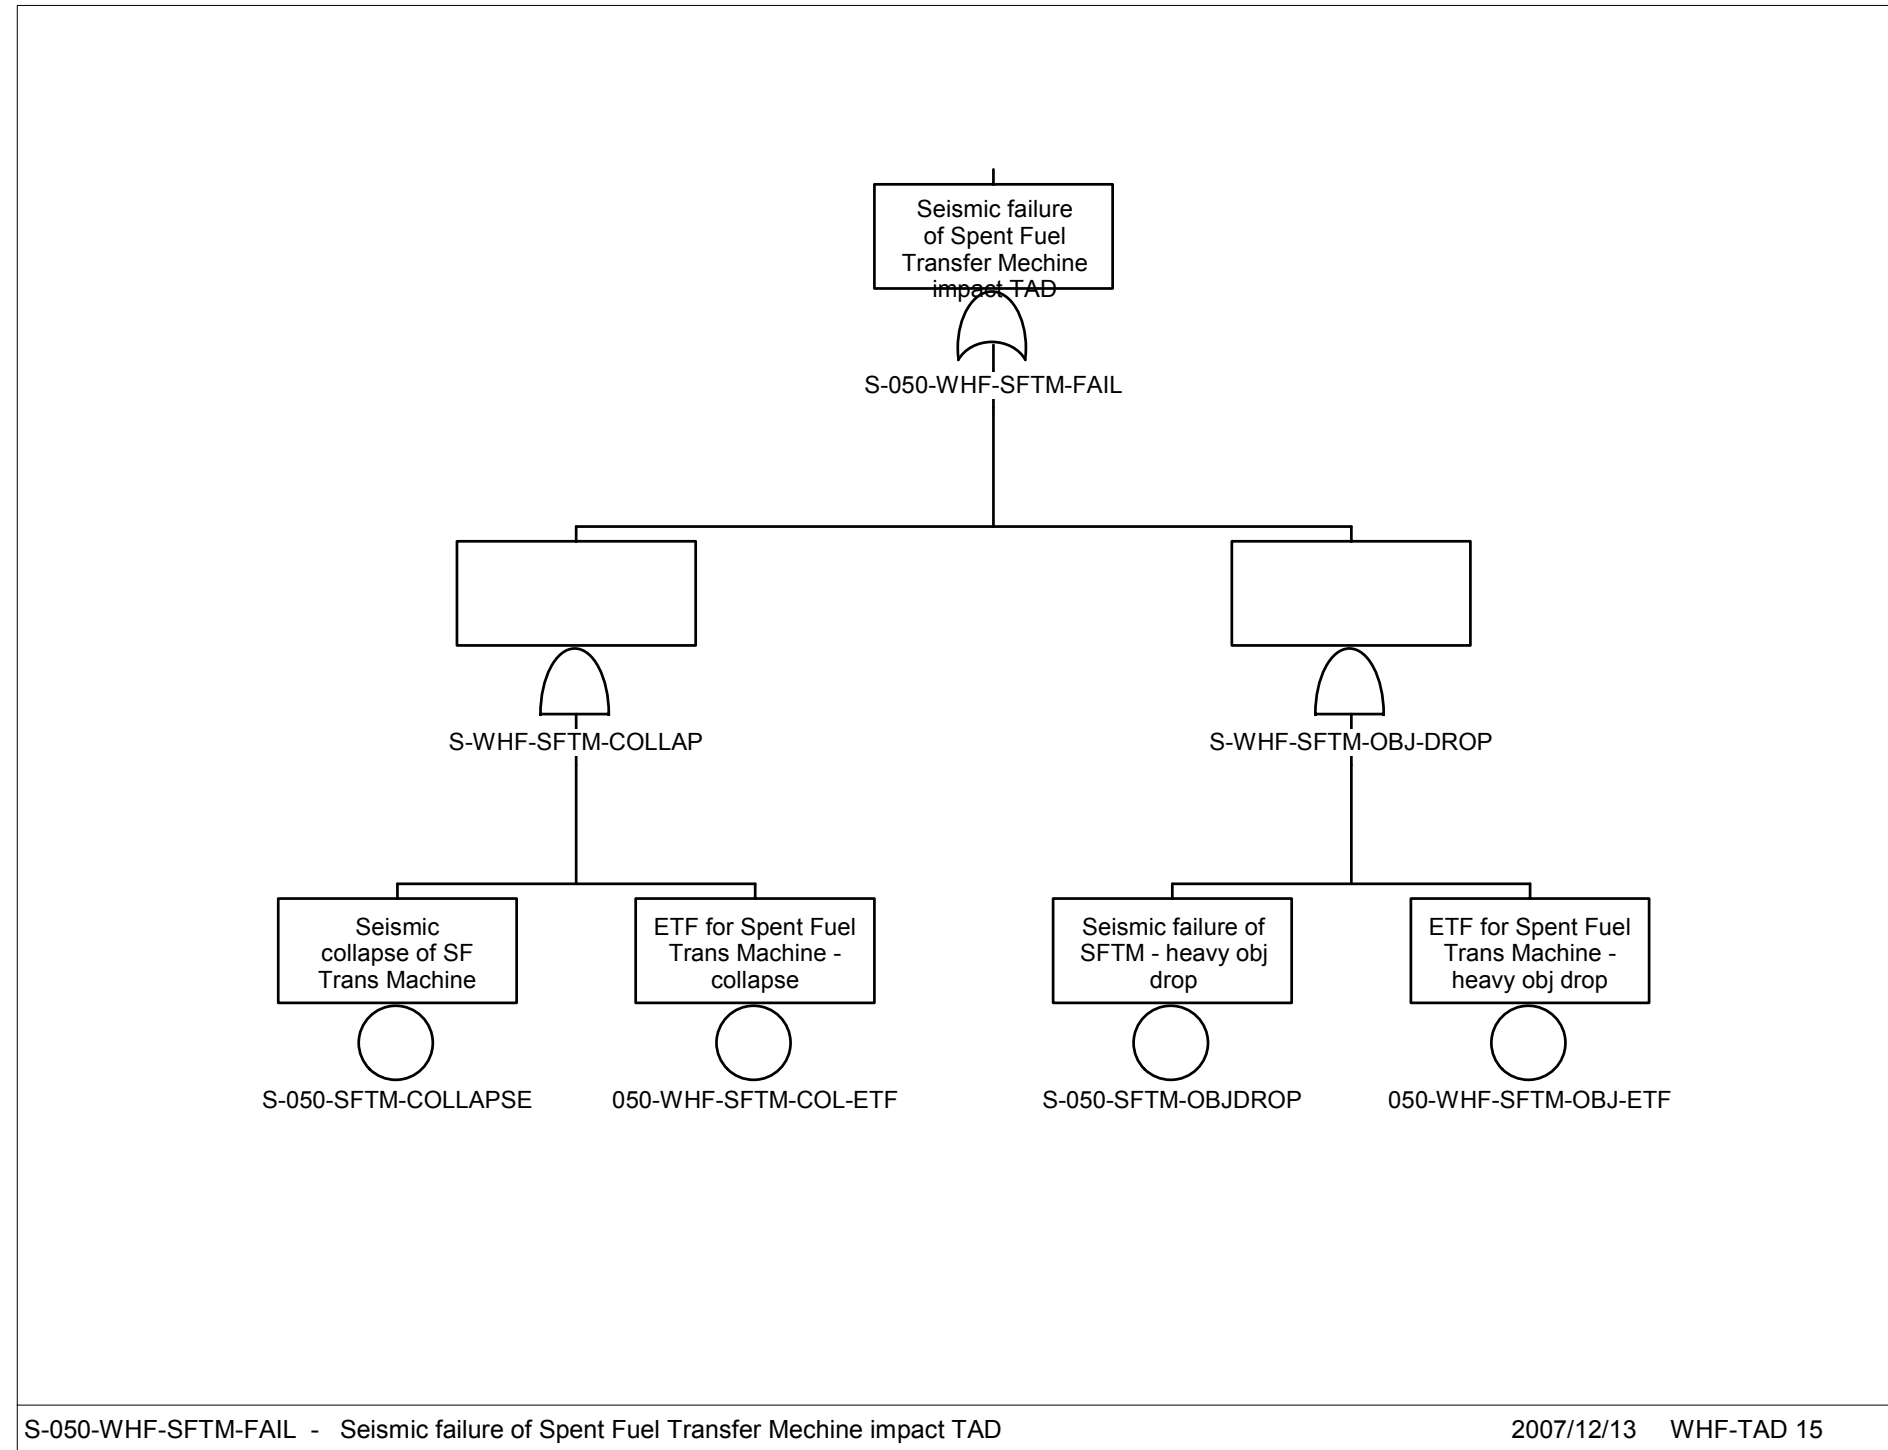 Seismic failure
of Spent Fuel
Transfer Mechine
impact TAD
S-050-WHF-SFTM-FAIL
S-WHF-SFTM-COLLAP
S-WHF-SFTM-OBJ-DROP
Seismic
collapse of SF
Trans Machine
S-050-SFTM-COLLAPSE
ETF for Spent Fuel
Trans Machine -
collapse
050-WHF-SFTM-COL-ETF
Seismic failure of
SFTM - heavy obj
drop
S-050-SFTM-OBJDROP
ETF for Spent Fuel
Trans Machine -
heavy obj drop
050-WHF-SFTM-OBJ-ETF
S-050-WHF-SFTM-FAIL - Seismic failure of Spent Fuel Transfer Mechine impact TAD 2007/12/13 WHF-TAD 15